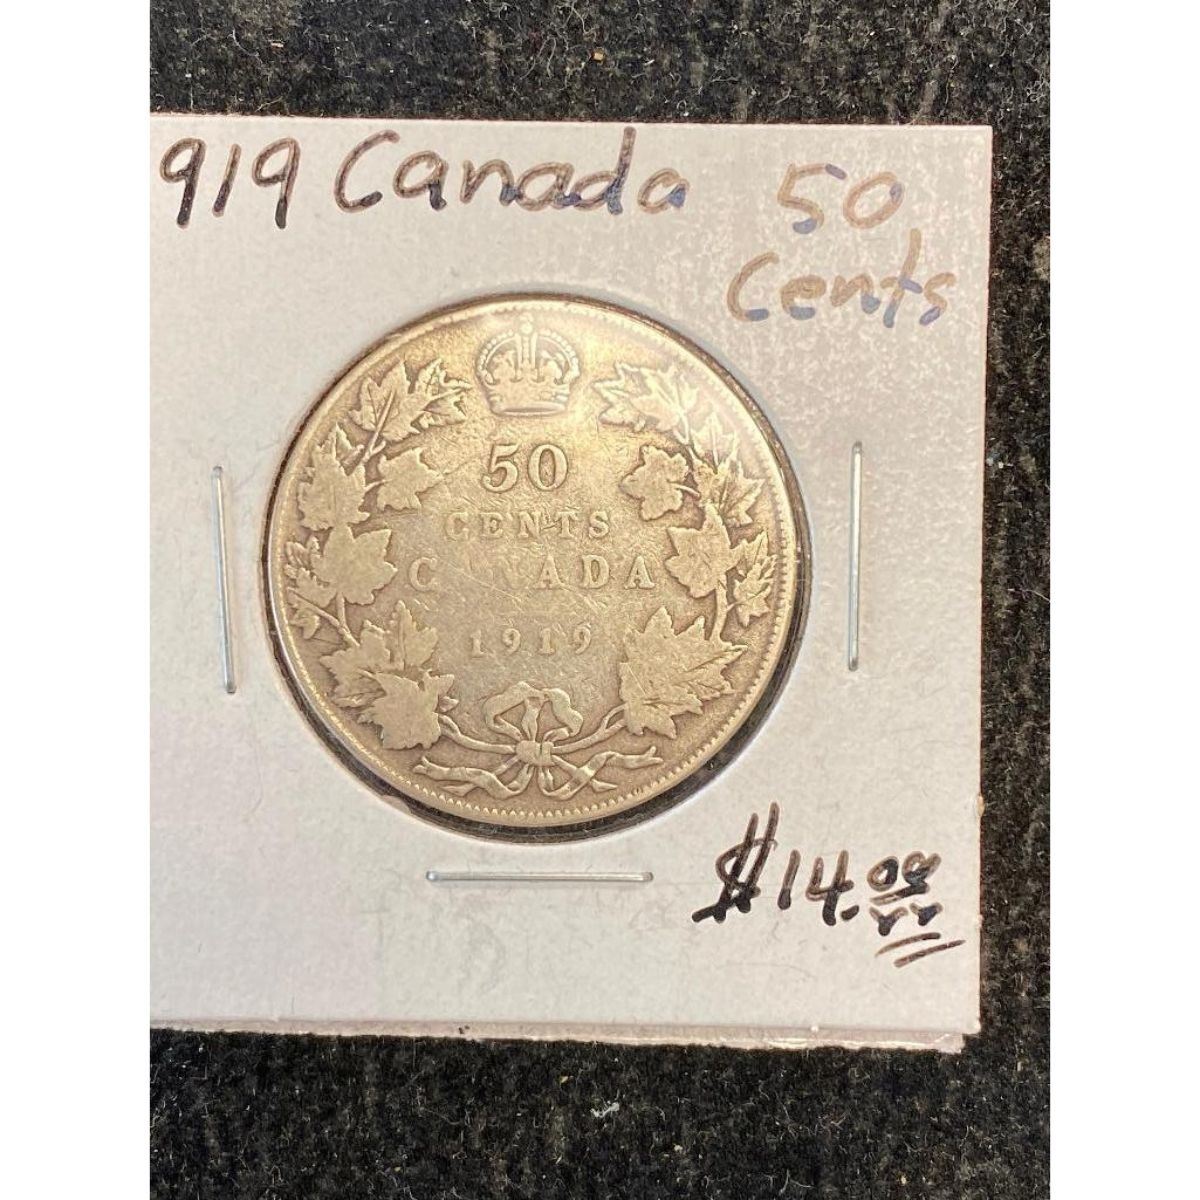 919 Canada 50
Cents
50
CENTS
CANADA
1919
$14.00